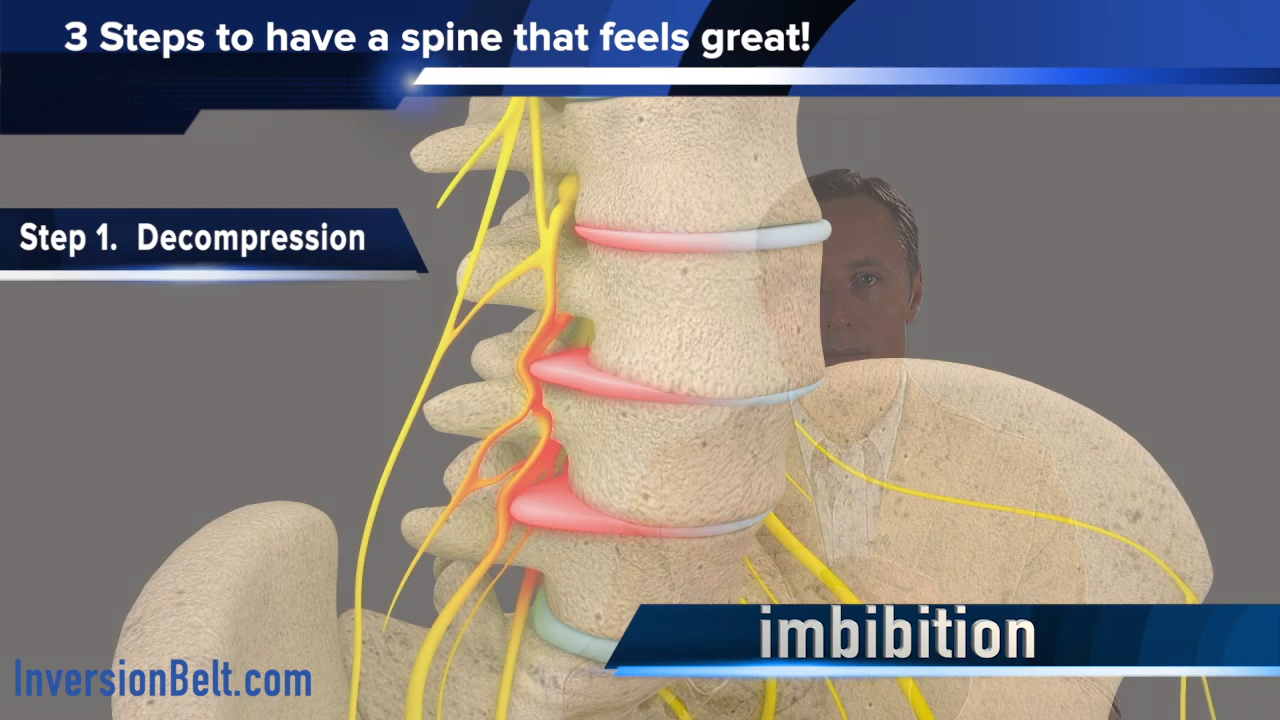 3 Steps to have a spine that feels great!
Step 1. Decompression
imbibition
InversionBelt.com